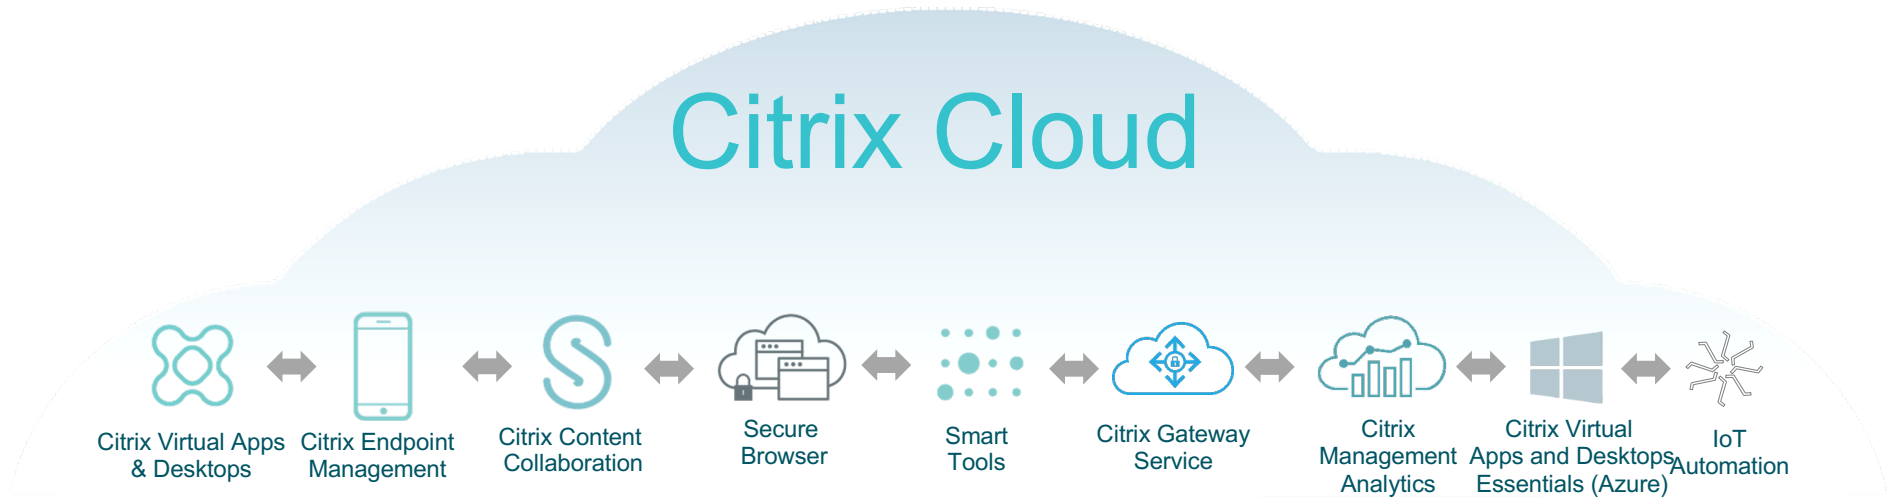 Citrix Cloud
Citrix Virtual Apps
& Desktops
Citrix Endpoint
Management
Citrix Content
Collaboration
Secure
Browser
Smart
Tools
Citrix Gateway
Service
Citrix
Management
Analytics
Citrix Virtual
Apps and Desktops
Essentials (Azure)
IoT
Automation